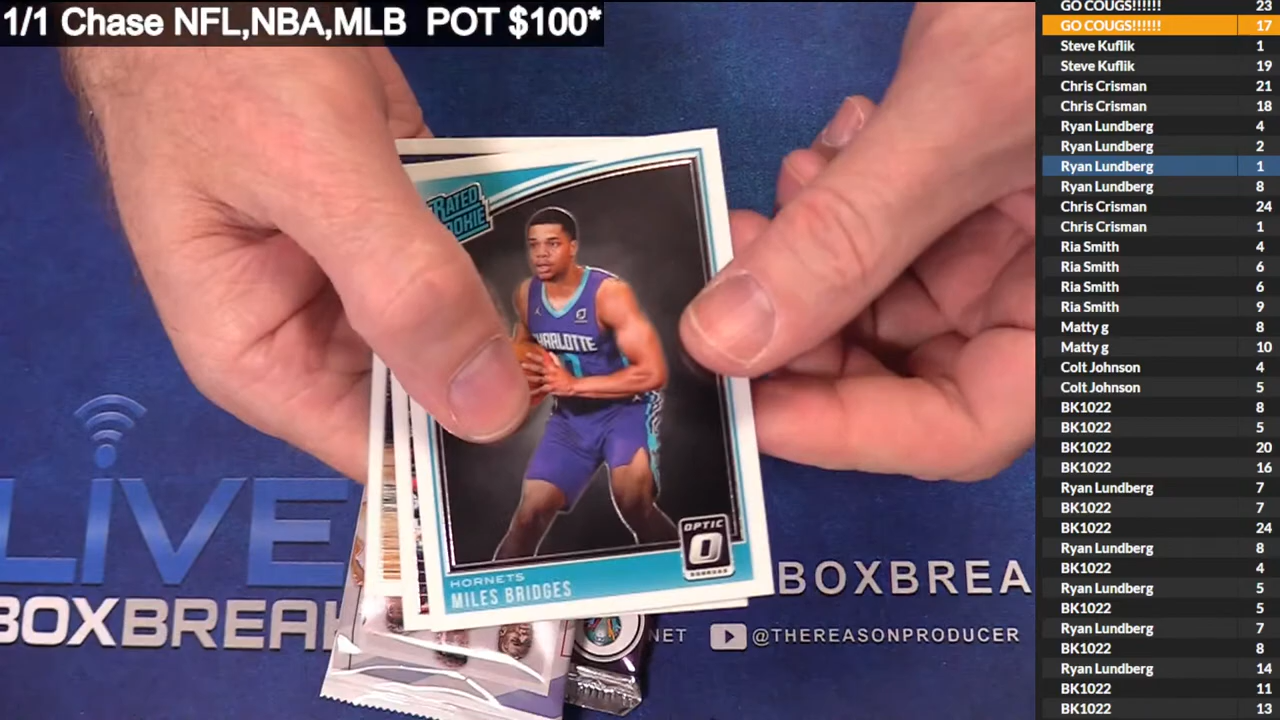 1/1 Chase NFL,NBA,MLB POT $100*
RATED
ROOKIE
CHARLOTTE
OPTIC
DONRUSS
HORNETS
MILES BRIDGES
LIVE
BOXBREA
BOXBREA
NET @THEREASONPRODUCER
GO COUGS!!!!!! 23
GO COUGS!!!!!! 17
Steve Kuflik 1
Steve Kuflik 19
Chris Crisman 21
Chris Crisman 18
Ryan Lundberg 4
Ryan Lundberg 2
Ryan Lundberg 1
Ryan Lundberg 8
Chris Crisman 24
Chris Crisman 1
Ria Smith 4
Ria Smith 6
Ria Smith 6
Ria Smith 9
Matty g 8
Matty g 10
Colt Johnson 4
Colt Johnson 5
BK1022 8
BK1022 5
BK1022 20
BK1022 16
Ryan Lundberg 7
BK1022 7
BK1022 24
Ryan Lundberg 8
BK1022 4
Ryan Lundberg 5
BK1022 5
Ryan Lundberg 7
BK1022 8
Ryan Lundberg 14
BK1022 11
BK1022 13